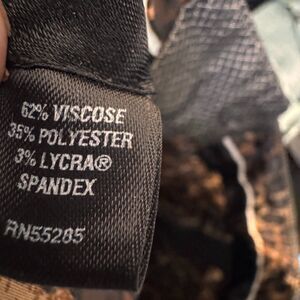 62% VISCOSE
35% POLYESTER
3% LYCRA®
SPANDEX
RN55285